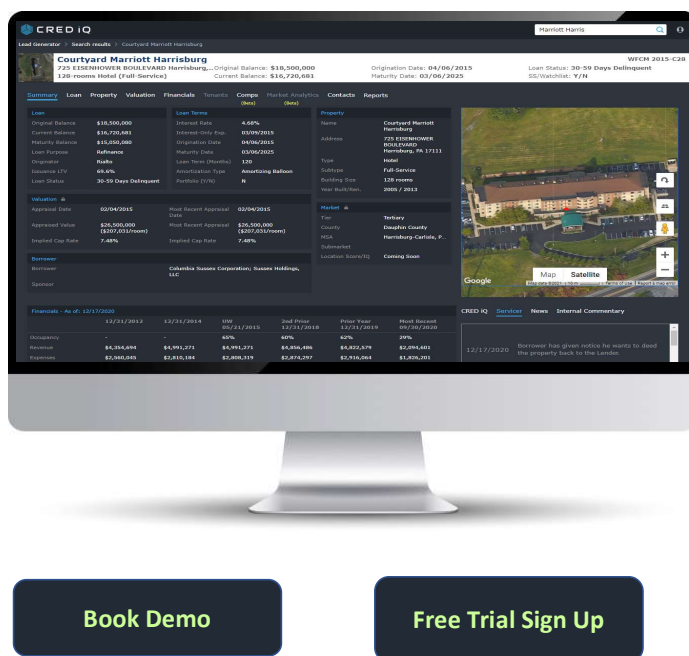 CRED iQ
Marriott Harris
Lead Generator > Search results > Courtyard Marriott Harrisburg
Courtyard Marriott Harrisburg
WFCM 2015-C28
725 EISENHOWER BOULEVARD Harrisburg,... Original Balance: $18,500,000 Origination Date: 04/06/2015 Loan Status: 30-59 Days Delinquent
128-rooms Hotel (Full-Service) Current Balance: $16,720,681 Maturity Date: 03/06/2025 SS/Watchlist: Y/N
Summary Loan Property Valuation Financials Tenants Comps Market Analytics Contacts Reports
(Beta) (Beta)
Loan
Original Balance $18,500,000
Current Balance $16,720,681
Maturity Balance $15,050,080
Maturity Date 03/06/2025
Loan Purpose Refinance
Originator Rialto
Issuance LTV 69.6%
Loan Status 30-59 Days Delinquent
Loan Terms
Interest Rate 4.60%
Interest-Only Exp. 03/09/2015
Origination Date 04/06/2015
Maturity Date 03/06/2025
Loan Term (Months) 120
Amortization Type Amortizing Balloon
Portfolio (Y/N) N
Property
Name Courtyard Marriott
Harrisburg
Address 725 EISENHOWER
BOULEVARD
Harrisburg, PA 17111
Type Hotel
Subtype Full-Service
Building Size 128 rooms
Year Built/Ren. 2005 / 2013
Valuation
Appraisal Date 02/04/2015 Most Recent Appraisal 02/04/2015
Date
Appraised Value $26,500,000 Most Recent Appraisal $26,500,000
($207,031/room) ($207,031/room)
Implied Cap Rate 7.48% Implied Cap Rate 7.48%
Market
Tier Tertiary
County Dauphin County
MSA Harrisburg-Carlisle, P...
Submarket
Location Score/IQ Coming Soon
Borrower
Borrower Columbia Sussex Corporation; Sussex Holdings,
LLC
Sponsor
Map Satellite
Google
Financials - As of: 12/17/2020
12/31/2013 12/31/2014 UW 2nd Prior Prior Year Most Recent
05/21/2015 12/31/2018 12/31/2019 09/30/2020
Occupancy - - 65% 60% 62% 29%
Revenue $4,354,694 $4,991,271 $4,991,271 $4,856,486 $4,822,579 $2,094,601
Expenses $2,560,045 $2,810,184 $2,808,319 $2,874,297 $2,916,064 $1,826,201
CRED iQ Servicer News Internal Commentary
12/17/2020 Borrower has given notice he wants to deed
the property back to the Lender.
Book Demo
Free Trial Sign Up